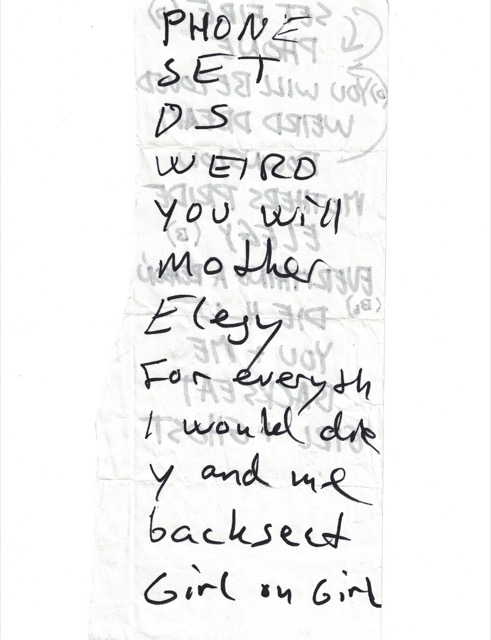 PHONE
SET
DS
WEIRD
YOU will
Mother
Elegy
For everyth
I would die
y and me
backseat
Girl on Girl